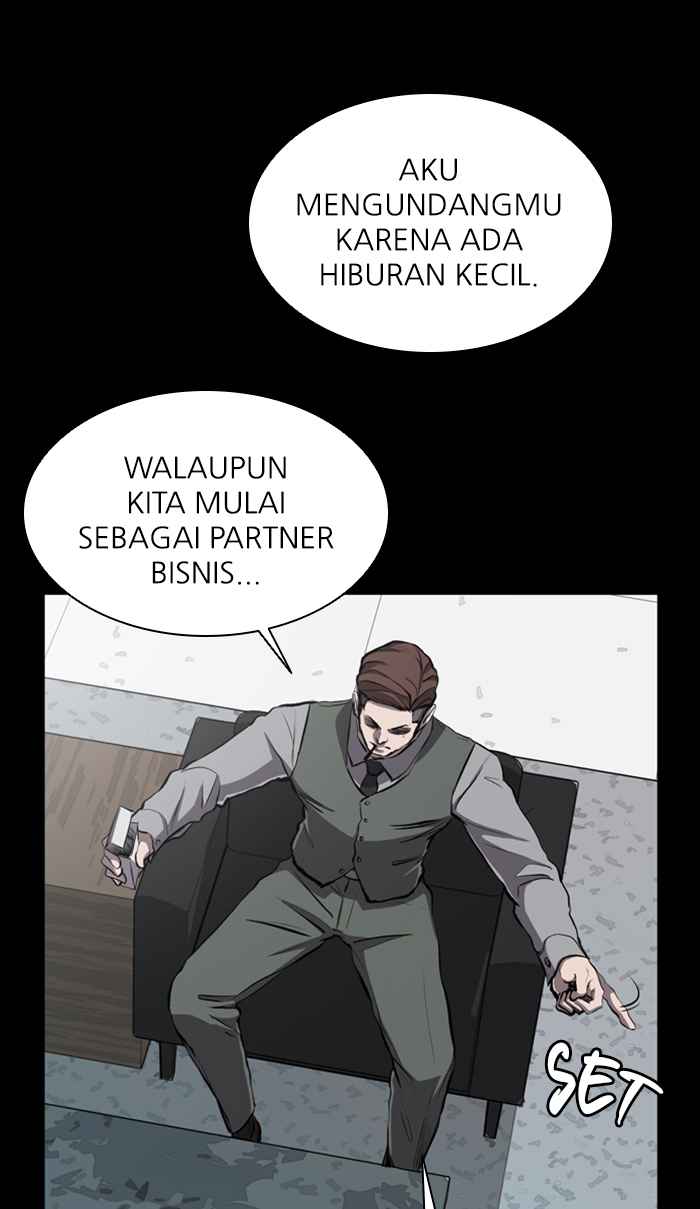 AKU
MENGUNDANGMU
KARENA ADA
HIBURAN KECIL.
WALAUPUN
KITA MULAI
SEBAGAI PARTNER
BISNIS...
SET